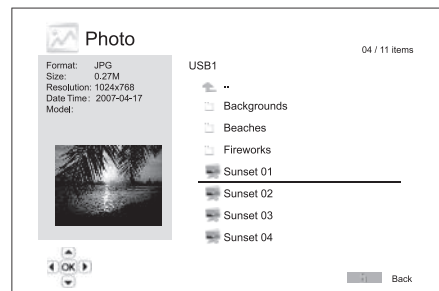 Photo
04 / 11 items
Format: JPG
Size: 0.27M
Resolution: 1024x768
Date Time: 2007-04-17
Model:
USB1
..
Backgrounds
Beaches
Fireworks
Sunset 01
Sunset 02
Sunset 03
Sunset 04
OK
Back